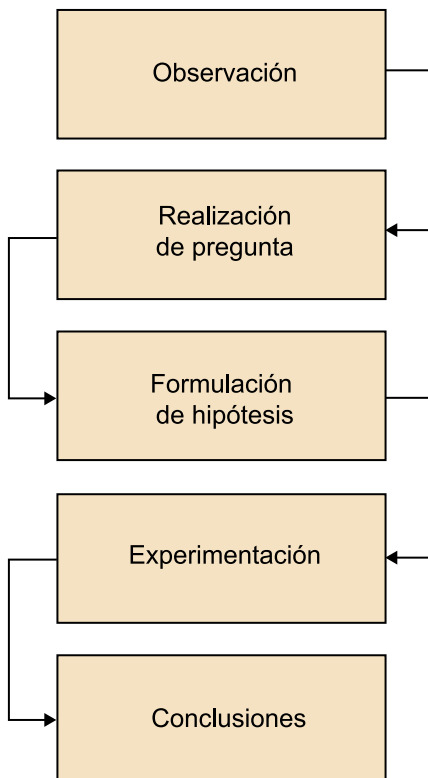 Observación
Realización
de pregunta
Formulación
de hipótesis
Experimentación
Conclusiones